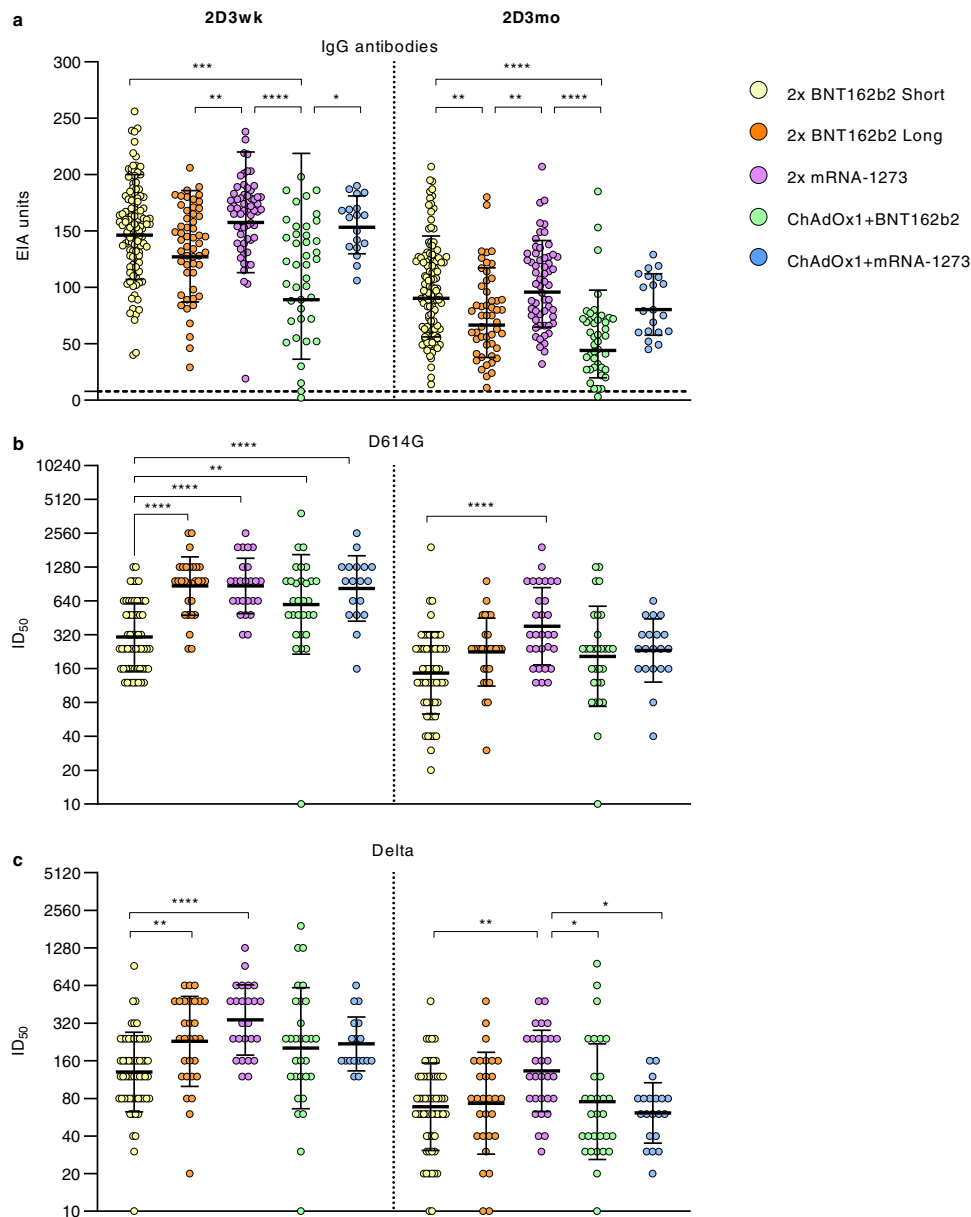 a
2D3wk 2D3mo
IgG antibodies
*** ****
** **** * ** ** ****
300
250
200
150
100
50
0
EIA units
2x BNT162b2 Short
2x BNT162b2 Long
2x mRNA-1273
ChAdOx1+BNT162b2
ChAdOx1+mRNA-1273
b
D614G
****
**
****
**** ****
10240
5120
2560
1280
640
320
160
80
40
20
10
ID50
c
Delta
**** *
** ** *
5120
2560
1280
640
320
160
80
40
20
10
ID50